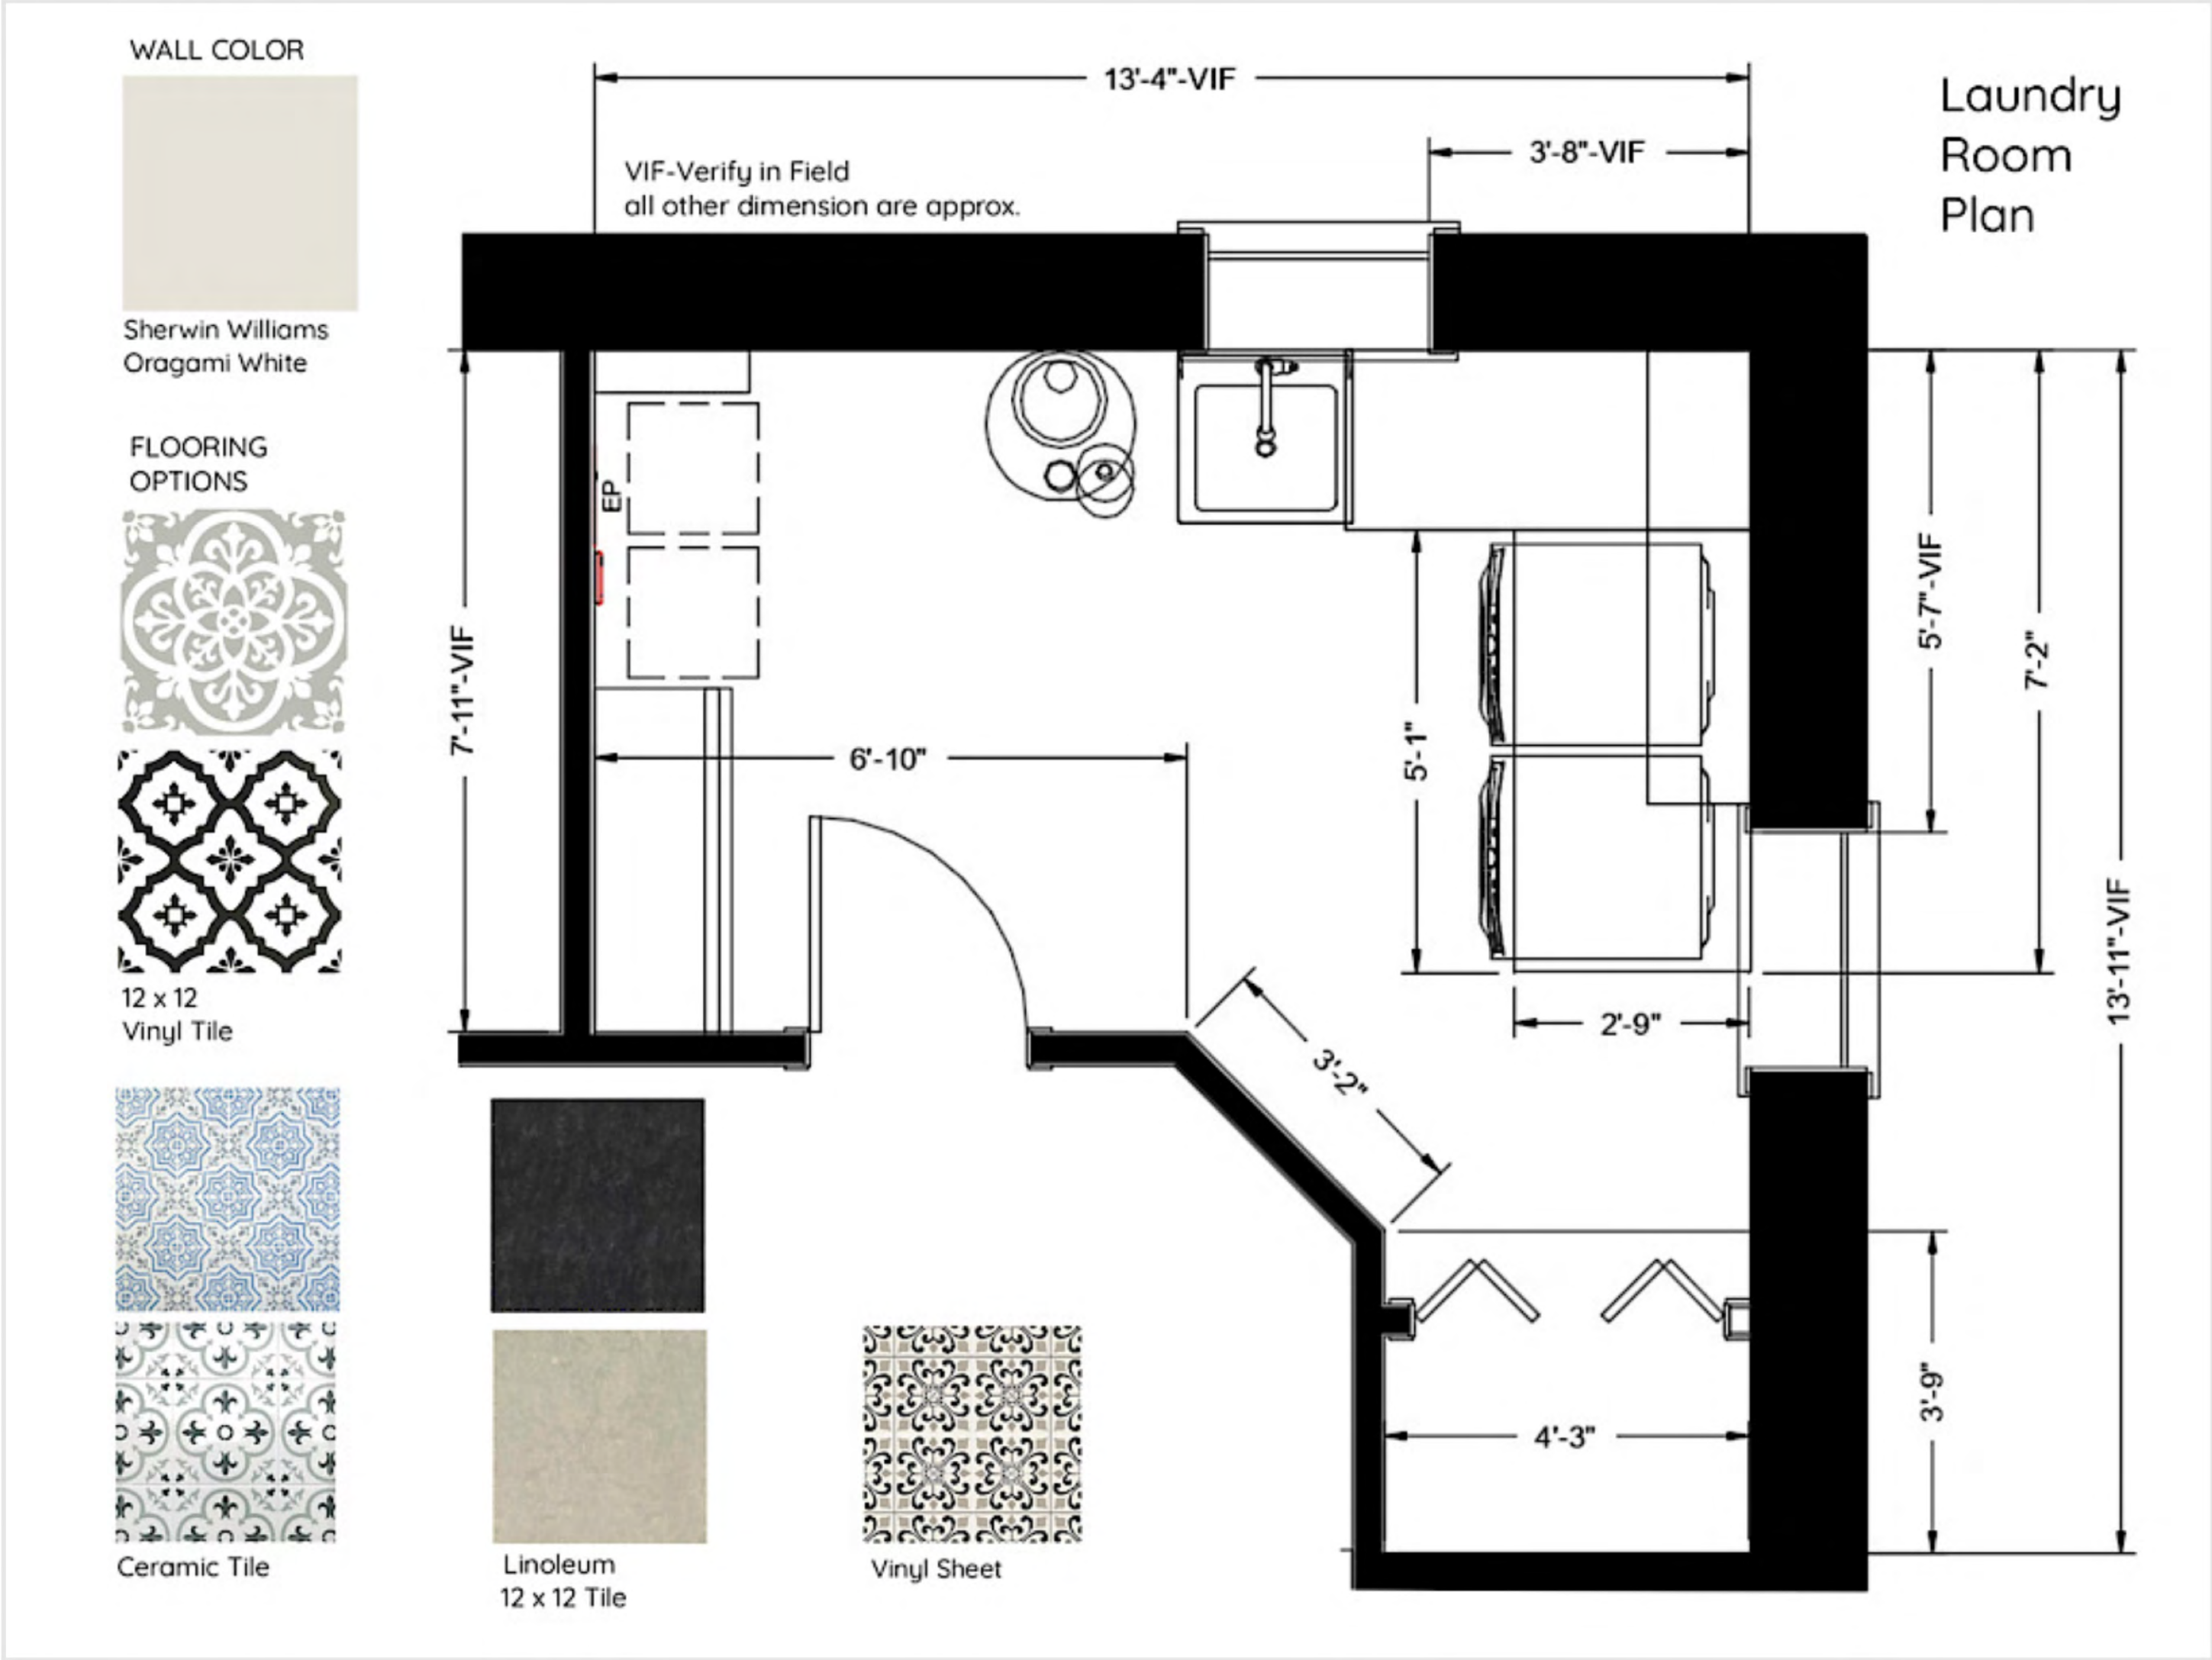 WALL COLOR
Sherwin Williams
Oragami White
FLOORING
OPTIONS
12 x 12
Vinyl Tile
Ceramic Tile
Linoleum
12 x 12 Tile
Vinyl Sheet
Laundry
Room
Plan
VIF-Verify in Field
all other dimension are approx.
13'-4"-VIF
3'-8"-VIF
EP
7'-11"-VIF
6'-10"
5'-1"
5'-7"-VIF
7'-2"
13'-11"-VIF
2'-9"
3'-2"
3'-9"
4'-3"